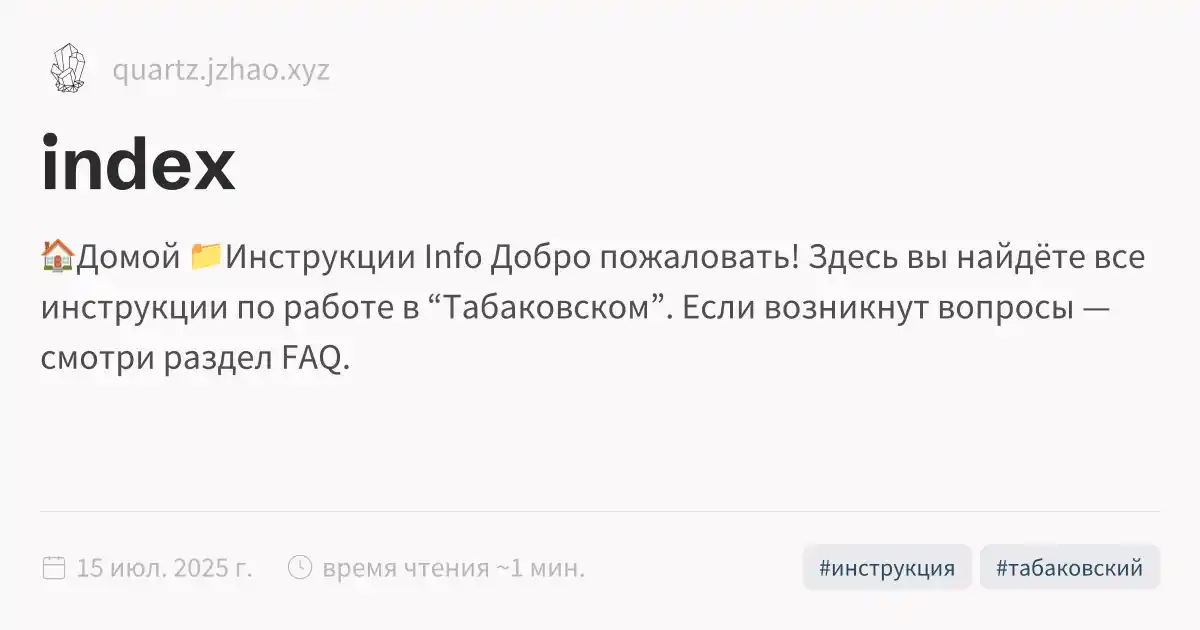 quartz.jzhao.xyz
index
🏠Домой 📁Инструкции Info Добро пожаловать! Здесь вы найдёте все
инструкции по работе в “Табаковском”. Если возникнут вопросы —
смотри раздел FAQ.
15 июл. 2025 г. время чтения ~1 мин. #инструкция #табаковский